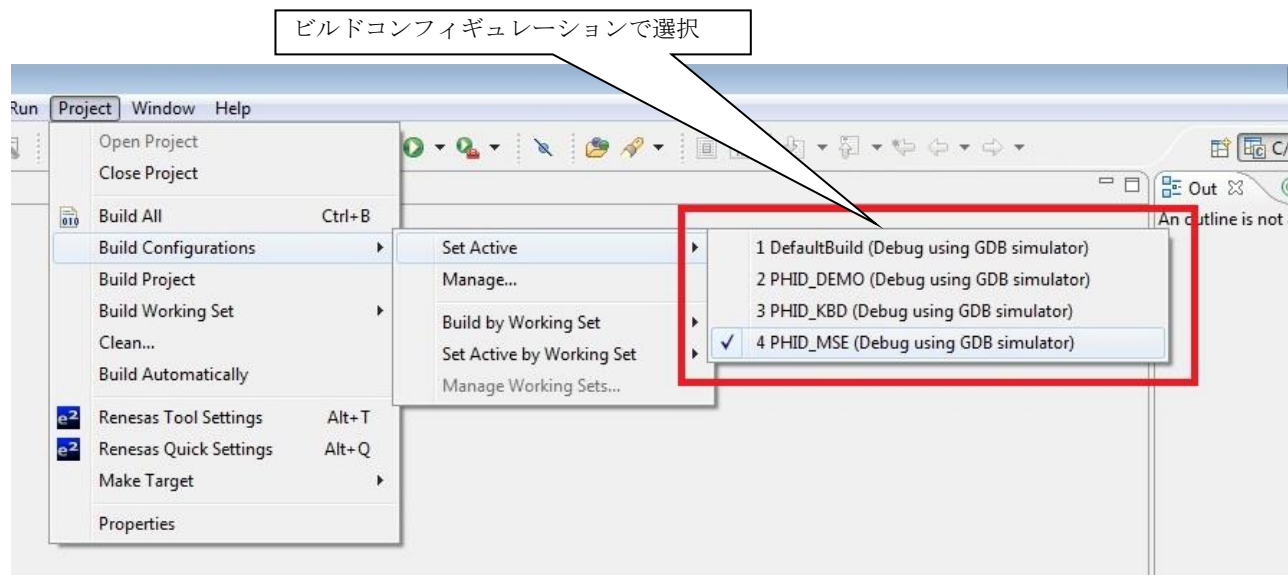 ビルドコンフィギュレーションで選択
Run Project Window Help
Open Project
Close Project
Build All Ctrl+B
Build Configurations
Build Project
Build Working Set
Clean...
Build Automatically
Renesas Tool Settings Alt+T
Renesas Quick Settings Alt+Q
Make Target
Properties
Set Active
Manage...
Build by Working Set
Set Active by Working Set
Manage Working Sets...
1 DefaultBuild (Debug using GDB simulator)
2 PHID_DEMO (Debug using GDB simulator)
3 PHID_KBD (Debug using GDB simulator)
4 PHID_MSE (Debug using GDB simulator)
C/
Out
An outline is not
010
e2
e2